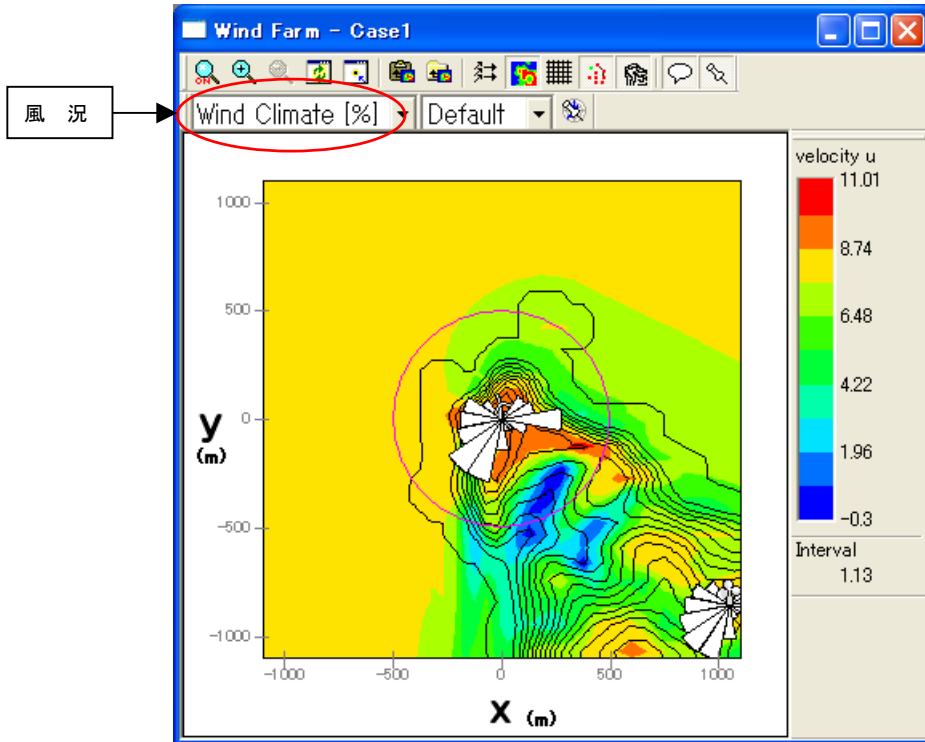 Wind Farm - Case1
ON
風 況
Wind Climate [%]
Default
velocity u
11.01
8.74
6.48
4.22
1.96
-0.3
Interval
1.13
1000
500
0
-500
-1000
y
(m)
-1000
-500
0
500
1000
x (m)